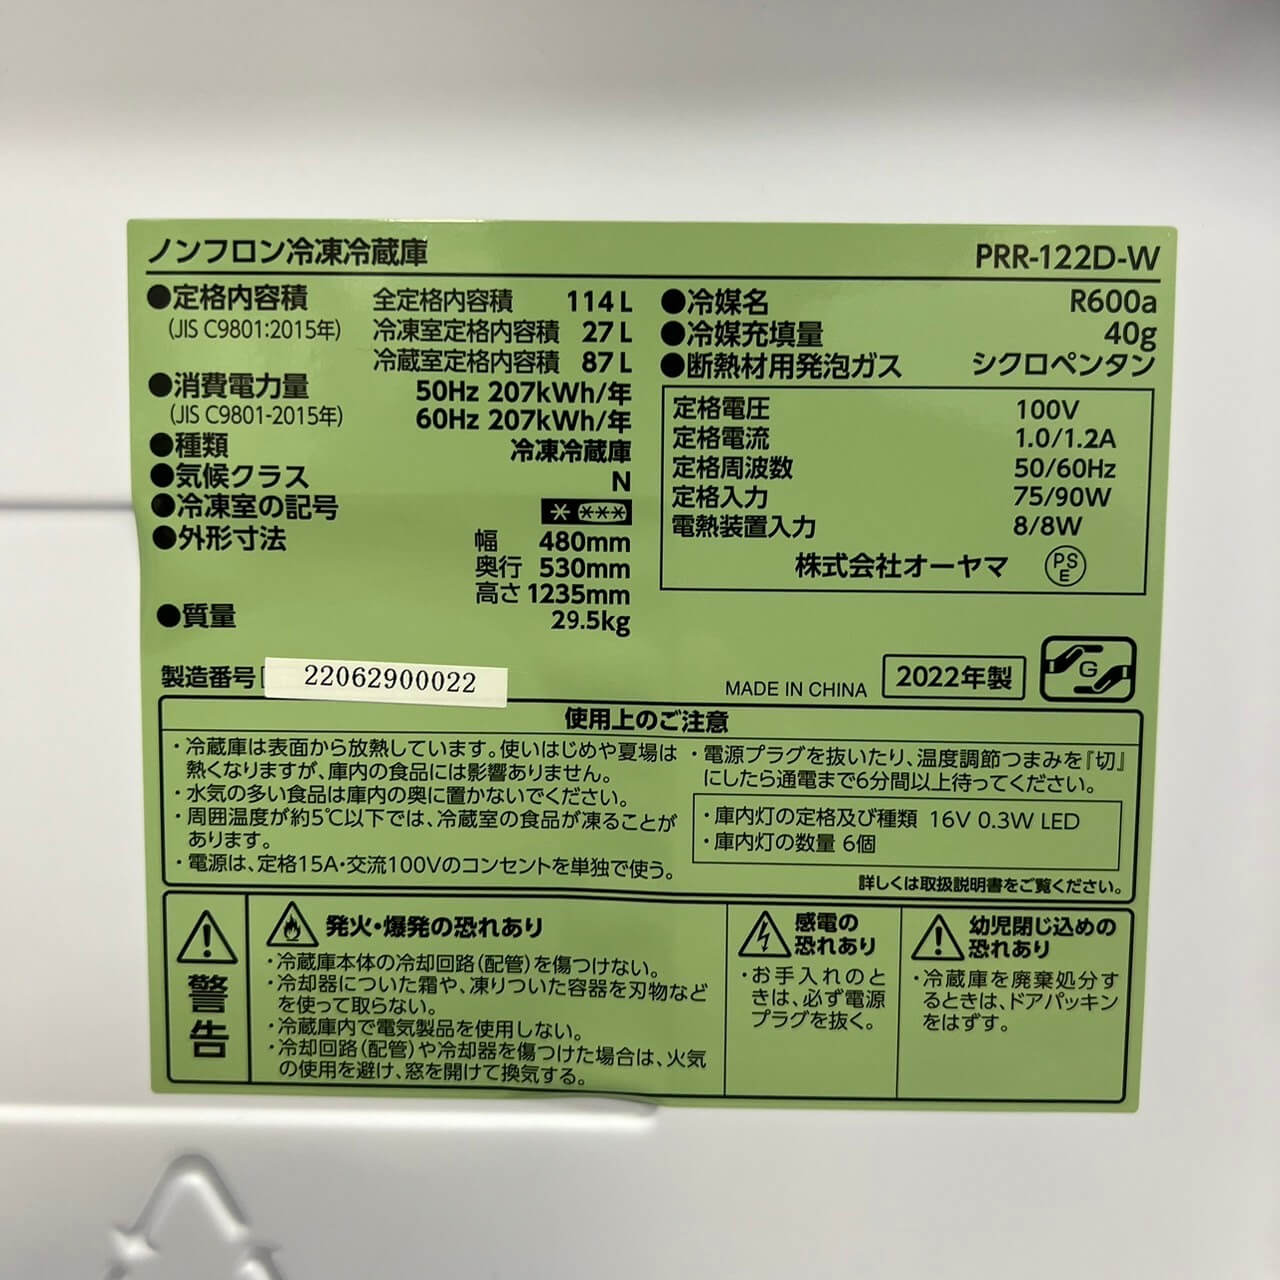 ノンフロン冷凍冷蔵庫 PRR-122D-W
●定格内容積 全定格内容積 114L
(JIS C9801:2015年) 冷凍室定格内容積 27L
冷蔵室定格内容積 87L
●消費電力量 50Hz 207kWh/年
(JIS C9801-2015年) 60Hz 207kWh/年
●種類 冷凍冷蔵庫
●気候クラス N
●冷凍室の記号
●外形寸法 幅 480mm
奥行 530mm
高さ 1235mm
●質量 29.5kg
●冷媒名 R600a
●冷媒充填量 40g
●断熱材用発泡ガス シクロペンタン
定格電圧 100V
定格電流 1.0/1.2A
定格周波数 50/60Hz
定格入力 75/90W
電熱装置入力 8/8W
株式会社オーヤマ PSE
製造番号 22062900022
MADE IN CHINA 2022年製 G
使用上のご注意
・冷蔵庫は表面から放熱しています。使いはじめや夏場は
熱くなりますが、庫内の食品には影響ありません。
・水気の多い食品は庫内の奥に置かないでください。
・周囲温度が約5℃以下では、冷蔵室の食品が凍ることが
あります。
・電源は、定格15A・交流100Vのコンセントを単独で使う。
・電源プラグを抜いたり、温度調節つまみを『切』
にしたら通電まで6分間以上待ってください。
・庫内灯の定格及び種類 16V 0.3W LED
・庫内灯の数量 6個
詳しくは取扱説明書をご覧ください。
警告
発火・爆発の恐れあり
・冷蔵庫本体の冷却回路(配管)を傷つけない。
・冷却器についた霜や、凍りついた容器を刃物など
を使って取らない。
・冷蔵庫内で電気製品を使用しない。
・冷却回路(配管)や冷却器を傷つけた場合は、火気
の使用を避け、窓を開けて換気する。
感電の
恐れあり
・お手入れのと
きは、必ず電源
プラグを抜く。
幼児閉じ込めの
恐れあり
・冷蔵庫を廃棄処分す
るときは、ドアパッキン
をはずす。